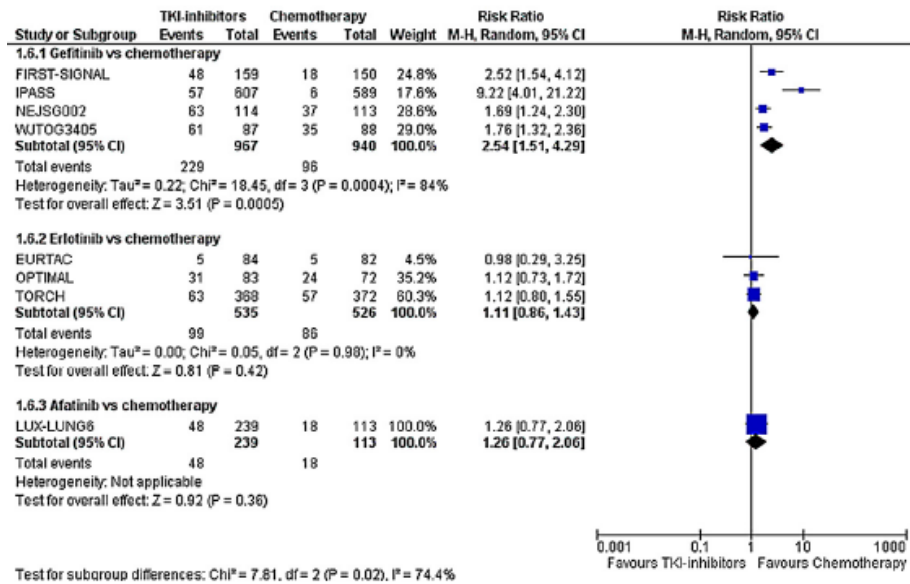 TKI-inhibitors Chemotherapy Risk Ratio Risk Ratio
Study or Subgroup Events Total Events Total Weight M-H, Random, 95% CI M-H, Random, 95% CI
1.6.1 Gefitinib vs chemotherapy
FIRST-SIGNAL 48 159 18 150 24.8% 2.52 [1.54, 4.12]
IPASS 57 607 6 589 17.6% 9.22 [4.01, 21.22]
NEJSG002 63 114 37 113 28.6% 1.69 [1.24, 2.30]
WJTOG3405 61 87 35 88 29.0% 1.76 [1.32, 2.36]
Subtotal (95% CI) 967 940 100.0% 2.54 [1.51, 4.29]
Total events 229 96
Heterogeneity: Tau² = 0.22; Chi² = 18.45, df = 3 (P = 0.0004); I² = 84%
Test for overall effect: Z = 3.51 (P = 0.0005)
1.6.2 Erlotinib vs chemotherapy
EURTAC 5 84 5 82 4.5% 0.98 [0.29, 3.25]
OPTIMAL 31 83 24 72 35.2% 1.12 [0.73, 1.72]
TORCH 63 368 57 372 60.3% 1.12 [0.80, 1.55]
Subtotal (95% CI) 535 526 100.0% 1.11 [0.86, 1.43]
Total events 99 86
Heterogeneity: Tau² = 0.00; Chi² = 0.05, df = 2 (P = 0.98); I² = 0%
Test for overall effect: Z = 0.81 (P = 0.42)
1.6.3 Afatinib vs chemotherapy
LUX-LUNG6 48 239 18 113 100.0% 1.26 [0.77, 2.06]
Subtotal (95% CI) 239 113 100.0% 1.26 [0.77, 2.06]
Total events 48 18
Heterogeneity: Not applicable
Test for overall effect: Z = 0.92 (P = 0.36)
0.001 0.1 1 10 1000
Favours TKI-inhibitors Favours Chemotherapy
Test for subgroup differences: Chi² = 7.81, df = 2 (P = 0.02), I² = 74.4%